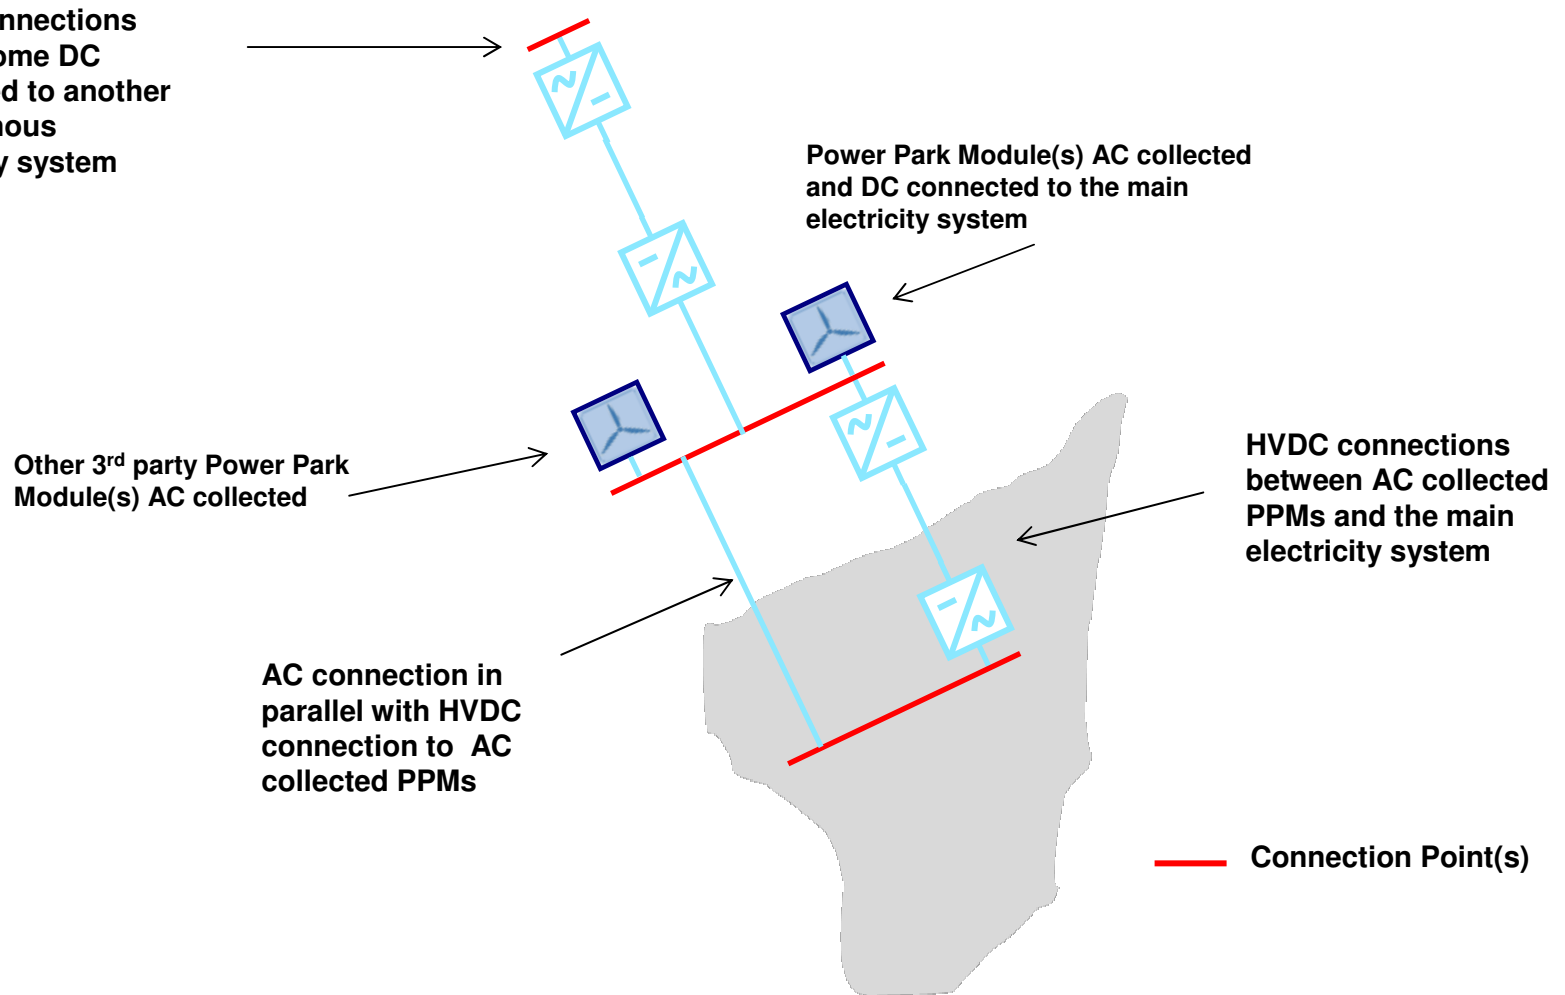 nnections
ome DC
d to another
nous
y system
Power Park Module(s) AC collected
and DC connected to the main
electricity system
Other 3rd party Power Park
Module(s) AC collected
HVDC connections
between AC collected
PPMs and the main
electricity system
AC connection in
parallel with HVDC
connection to AC
collected PPMs
Connection Point(s)